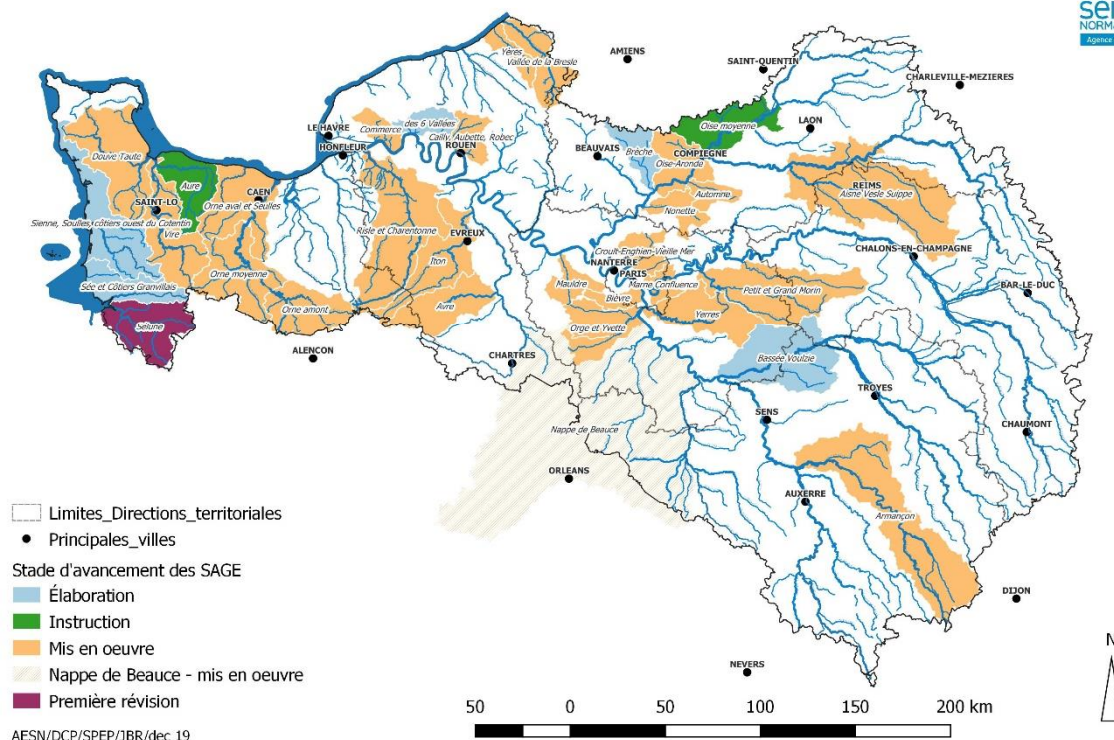 sei
NORMA
Agence
AMIENS
Yères
Vallée de la Bresle
SAINT-QUENTIN
CHARLEVILLE-MEZIERES
LE HAVRE
HONFLEUR
Commerce
des 6 Vallées
Cailly, Aubette, Robec
ROUEN
BEAUVAIS
Brèche
Oise moyenne
LAON
COMPIEGNE
Oise-Aronde
Automne
Nonette
REIMS
Aisne Vesle Suippe
Douve Taute
Aure
CAEN
SAINT-LO
Orne aval et Seulles
Sienne, Soulles, côtiers ouest du Cotentin
Vire
Risle et Charentonne
EVREUX
Iton
Croult-Enghien-Vieille Mer
NANTERRE
PARIS
CHALONS-EN-CHAMPAGNE
Mauldre
Marne Confluence
Bièvre
Petit et Grand Morin
BAR-LE-DUC
Orne moyenne
Sée et Côtiers Granvillais
Orne amont
Avre
Yerres
Orge et Yvette
Sélune
ALENCON
CHARTRES
Bassée Voulzie
TROYES
SENS
CHAUMONT
Nappe de Beauce
ORLEANS
AUXERRE
Armançon
DIJON
NEVERS
Limites_Directions_territoriales
Principales_villes
Stade d'avancement des SAGE
Élaboration
Instruction
Mis en oeuvre
Nappe de Beauce - mis en oeuvre
Première révision
AESN/DCP/SPEP/JBR/dec 19
50 0 50 100 150 200 km
N